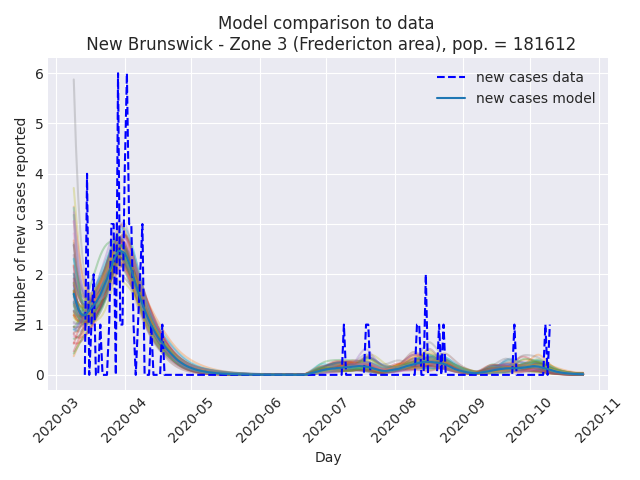 Model comparison to data
New Brunswick - Zone 3 (Fredericton area), pop. = 181612
new cases data
new cases model
Number of new cases reported
6
5
4
3
2
1
0
2020-03
2020-04
2020-05
2020-06
2020-07
2020-08
2020-09
2020-10
2020-11
Day